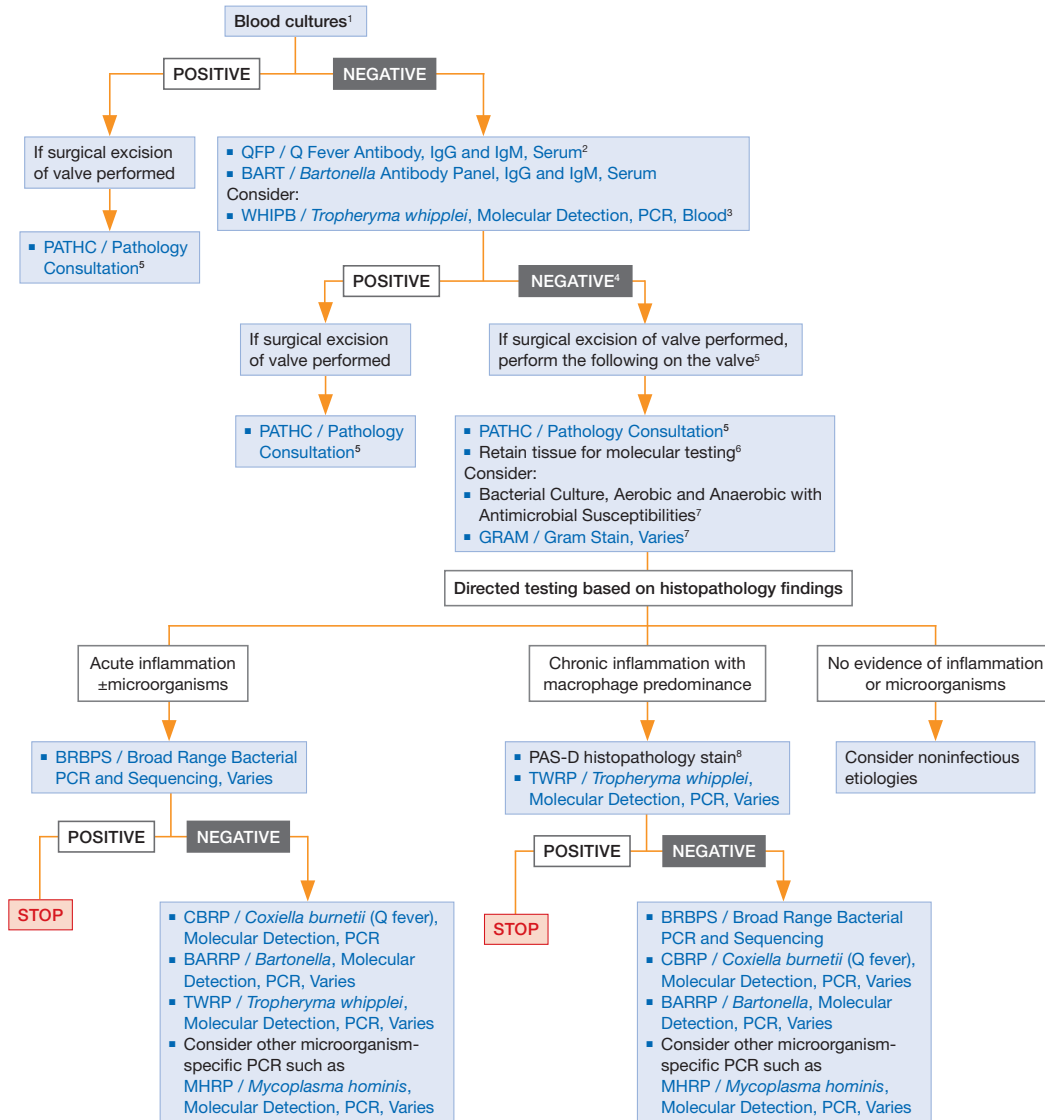 Blood cultures¹
POSITIVE
NEGATIVE
If surgical excision
of valve performed
▪ PATHC / Pathology
Consultation⁵
▪ QFP / Q Fever Antibody, IgG and IgM, Serum²
▪ BART / Bartonella Antibody Panel, IgG and IgM, Serum
Consider:
▪ WHIPB / Tropheryma whipplei, Molecular Detection, PCR, Blood³
POSITIVE
NEGATIVE⁴
If surgical excision
of valve performed
▪ PATHC / Pathology
Consultation⁵
If surgical excision of valve performed,
perform the following on the valve⁵
▪ PATHC / Pathology Consultation⁵
▪ Retain tissue for molecular testing⁶
Consider:
▪ Bacterial Culture, Aerobic and Anaerobic with
Antimicrobial Susceptibilities⁷
▪ GRAM / Gram Stain, Varies⁷
Directed testing based on histopathology findings
Acute inflammation
±microorganisms
▪ BRBPS / Broad Range Bacterial
PCR and Sequencing, Varies
POSITIVE
NEGATIVE
STOP
▪ CBRP / Coxiella burnetii (Q fever),
Molecular Detection, PCR
▪ BARRP / Bartonella, Molecular
Detection, PCR, Varies
▪ TWRP / Tropheryma whipplei,
Molecular Detection, PCR, Varies
▪ Consider other microorganism-
specific PCR such as
MHRP / Mycoplasma hominis,
Molecular Detection, PCR, Varies
Chronic inflammation with
macrophage predominance
▪ PAS-D histopathology stain⁸
▪ TWRP / Tropheryma whipplei,
Molecular Detection, PCR, Varies
POSITIVE
NEGATIVE
STOP
▪ BRBPS / Broad Range Bacterial
PCR and Sequencing
▪ CBRP / Coxiella burnetii (Q fever),
Molecular Detection, PCR, Varies
▪ BARRP / Bartonella, Molecular
Detection, PCR, Varies
▪ Consider other microorganism-
specific PCR such as
MHRP / Mycoplasma hominis,
Molecular Detection, PCR, Varies
No evidence of inflammation
or microorganisms
Consider noninfectious
etiologies